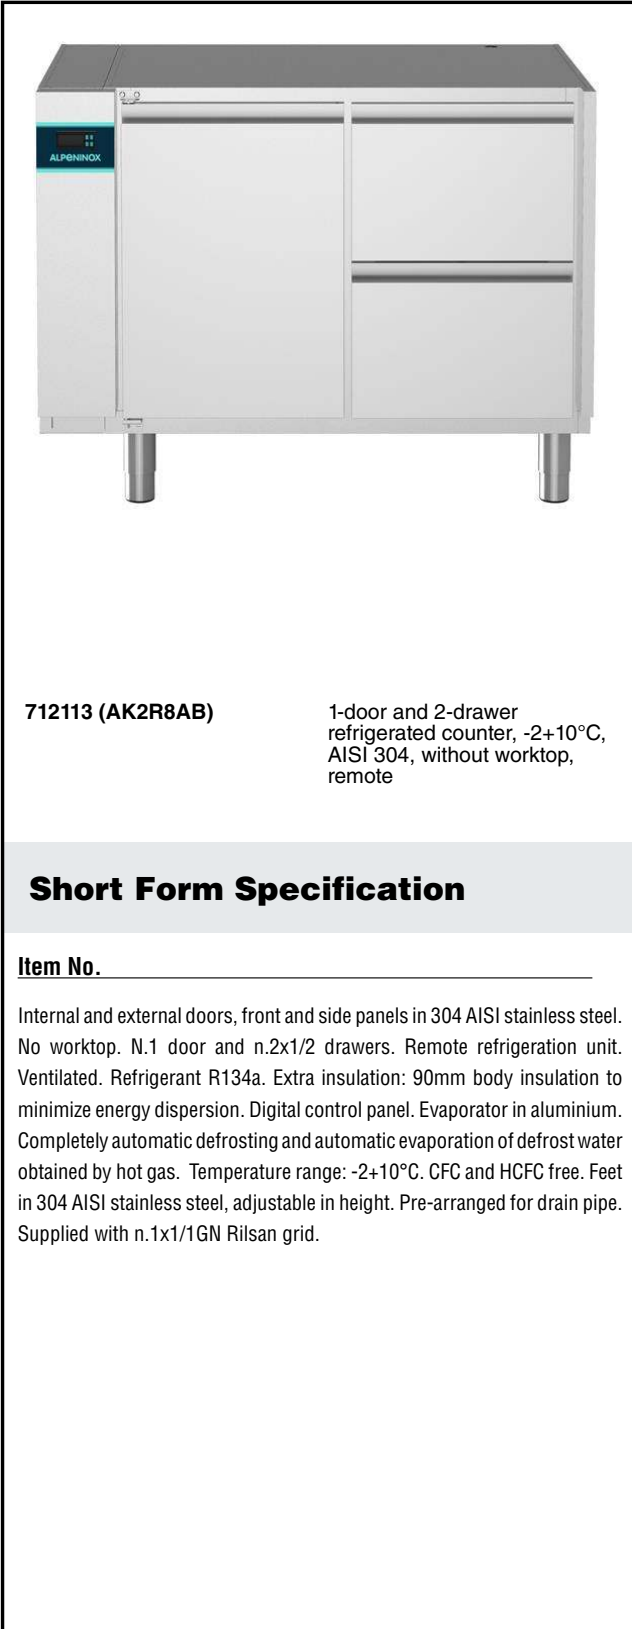 ALPENINOX
712113 (AK2R8AB)
1-door and 2-drawer
refrigerated counter, -2+10°C,
AISI 304, without worktop,
remote
Short Form Specification
Item No.
Internal and external doors, front and side panels in 304 AISI stainless steel.
No worktop. N.1 door and n.2x1/2 drawers. Remote refrigeration unit.
Ventilated. Refrigerant R134a. Extra insulation: 90mm body insulation to
minimize energy dispersion. Digital control panel. Evaporator in aluminium.
Completely automatic defrosting and automatic evaporation of defrost water
obtained by hot gas. Temperature range: -2+10°C. CFC and HCFC free. Feet
in 304 AISI stainless steel, adjustable in height. Pre-arranged for drain pipe.
Supplied with n.1x1/1GN Rilsan grid.